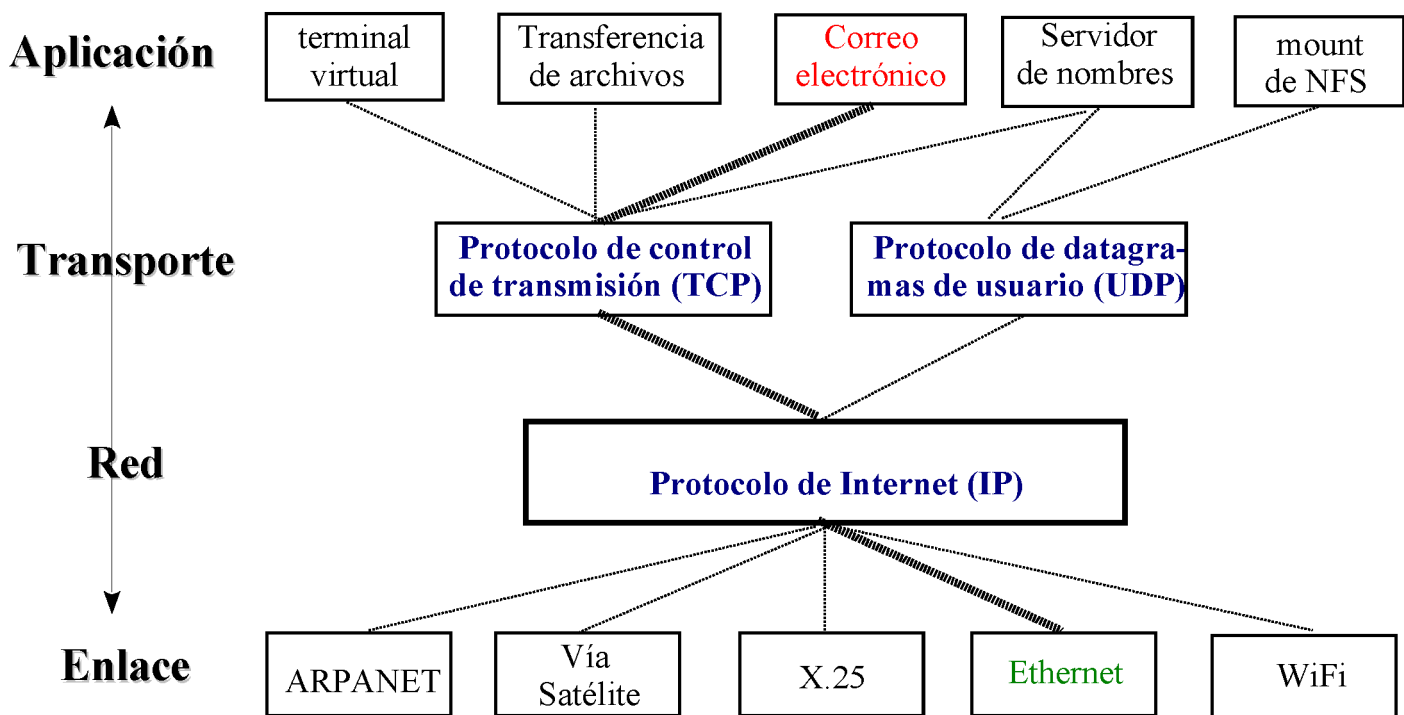 Aplicación
terminal
virtual
Transferencia
de archivos
Correo
electrónico
Servidor
de nombres
mount
de NFS
Transporte
Protocolo de control
de transmisión (TCP)
Protocolo de datagra-
mas de usuario (UDP)
Red
Protocolo de Internet (IP)
Enlace
ARPANET
Vía
Satélite
X.25
Ethernet
WiFi